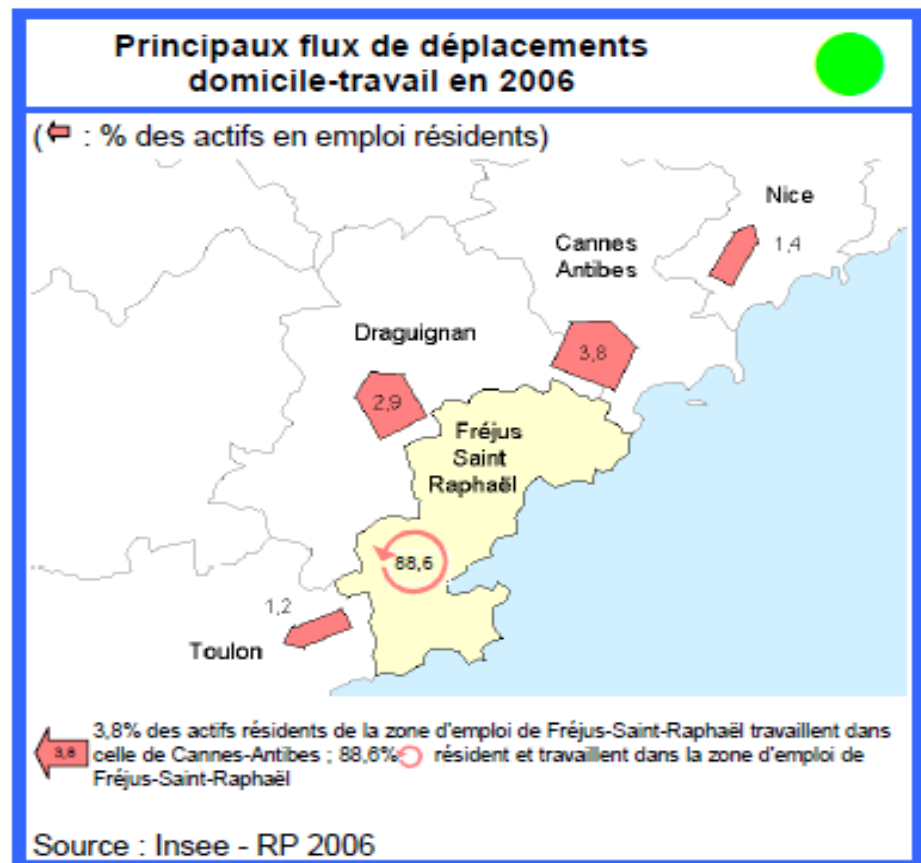 Principaux flux de déplacements
domicile-travail en 2006
( : % des actifs en emploi résidents)
Nice
1,4
Cannes
Antibes
3,8
Draguignan
2,9
Fréjus
Saint
Raphaël
88,6
1,2
Toulon
3,8% des actifs résidents de la zone d'emploi de Fréjus-Saint-Raphaël travaillent dans
3,8 celle de Cannes-Antibes ; 88,6% résident et travaillent dans la zone d'emploi de
Fréjus-Saint-Raphaël
Source : Insee - RP 2006